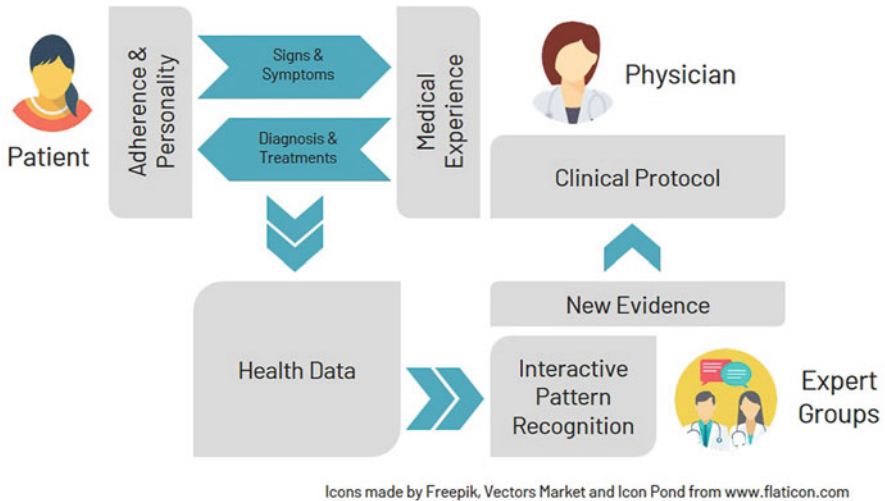 Patient
Adherence &
Personality
Signs &
Symptoms
Diagnosis &
Treatments
Medical
Experience
Physician
Clinical Protocol
Health Data
New Evidence
Interactive
Pattern
Recognition
Expert
Groups
Icons made by Freepik, Vectors Market and Icon Pond from www.flaticon.com